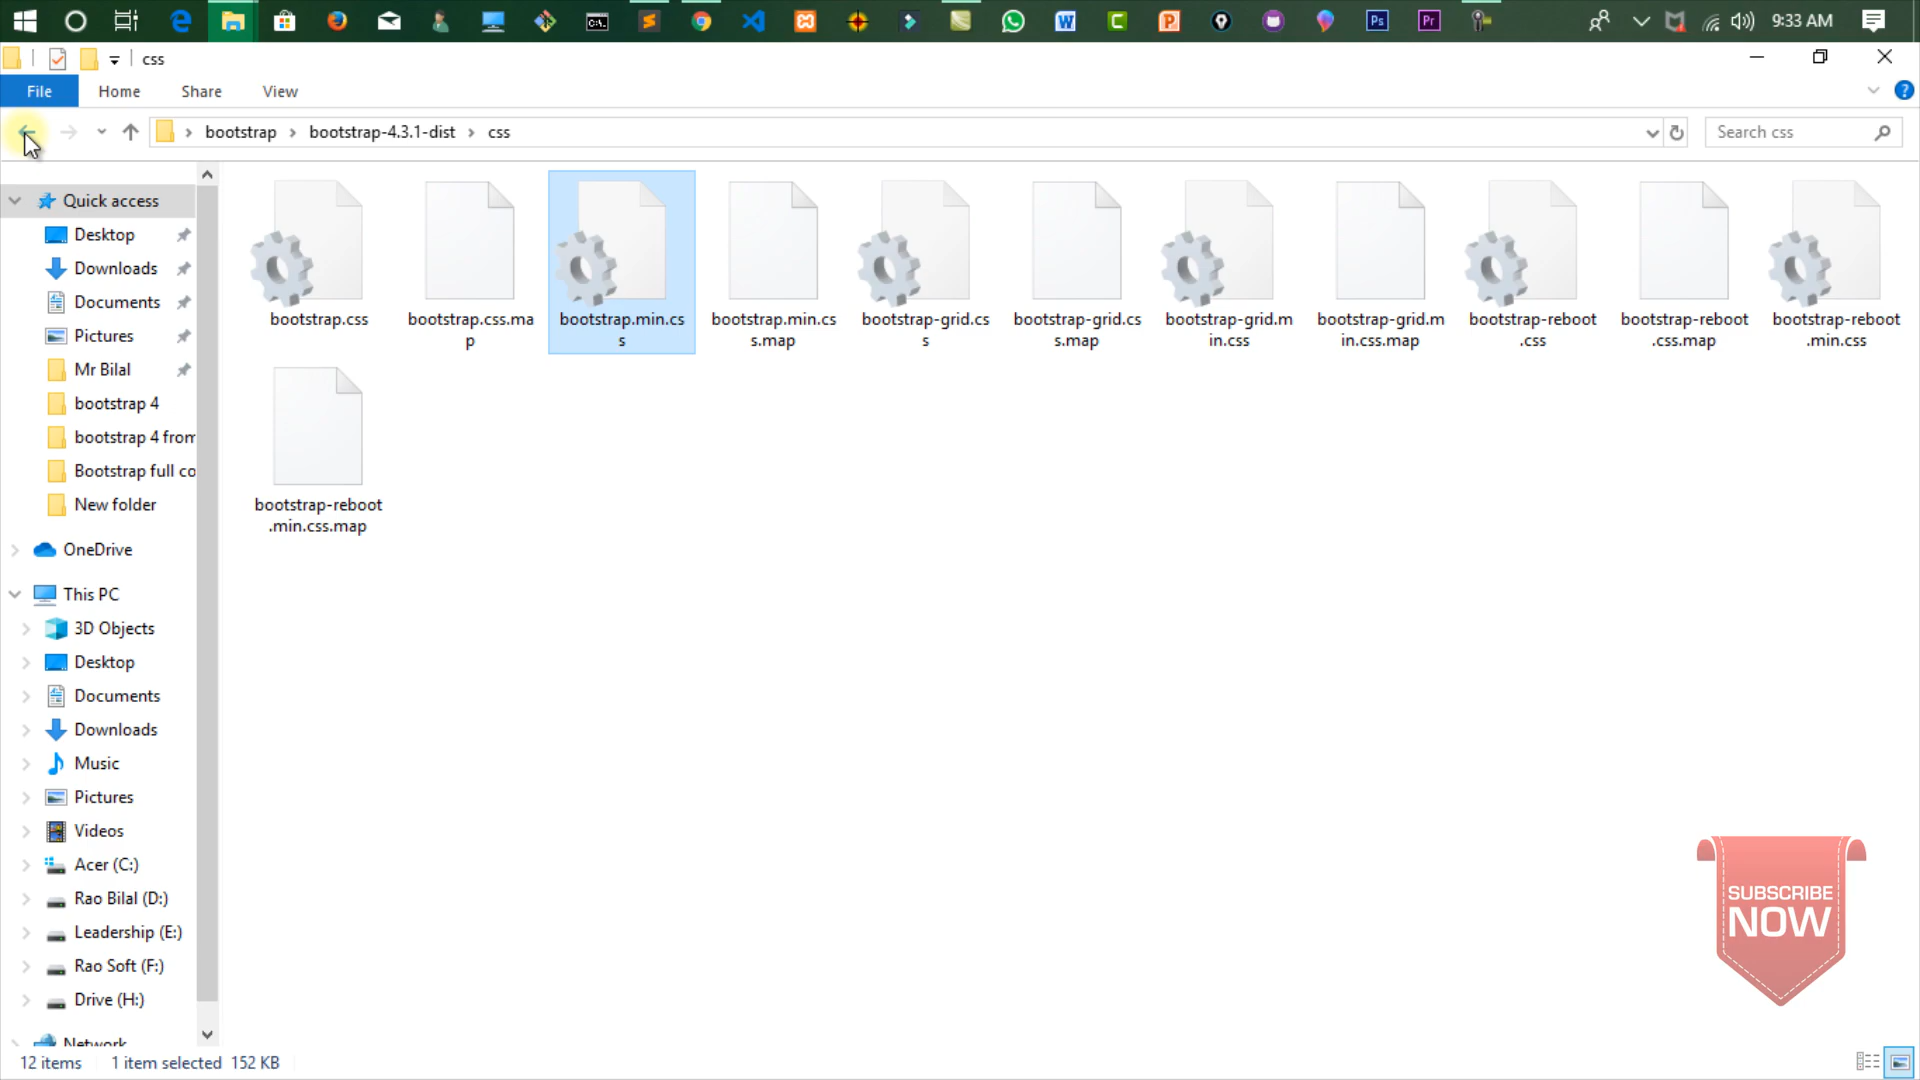 9:33 AM
css
File
Home
Share
View
bootstrap
bootstrap-4.3.1-dist
css
Search css
Quick access
Desktop
Downloads
Documents
Pictures
Mr Bilal
bootstrap 4
bootstrap 4 from
Bootstrap full co
New folder
OneDrive
This PC
3D Objects
Desktop
Documents
Downloads
Music
Pictures
Videos
Acer (C:)
Rao Bilal (D:)
Leadership (E:)
Rao Soft (F:)
Drive (H:)
Network
bootstrap.css
bootstrap.css.ma
p
bootstrap.min.cs
s
bootstrap.min.cs
s.map
bootstrap-grid.cs
s
bootstrap-grid.cs
s.map
bootstrap-grid.m
in.css
bootstrap-grid.m
in.css.map
bootstrap-reboot
.css
bootstrap-reboot
.css.map
bootstrap-reboot
.min.css
bootstrap-reboot
.min.css.map
SUBSCRIBE
NOW
12 items
1 item selected 152 KB